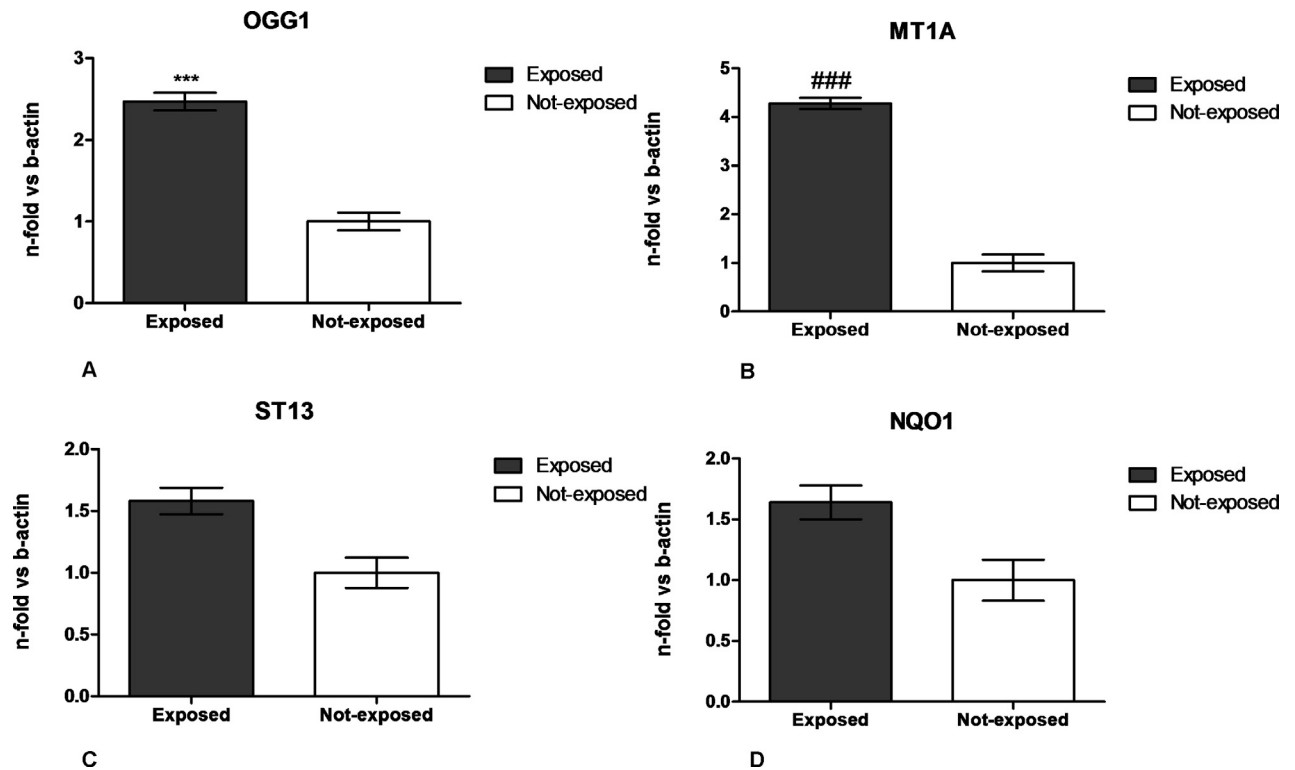 OGG1
n-fold vs b-actin
3
2
1
0
***
Exposed
Not-exposed
Exposed
Not-exposed
A
MT1A
n-fold vs b-actin
5
4
3
2
1
0
###
Exposed
Not-exposed
Exposed
Not-exposed
B
ST13
n-fold vs b-actin
2.0
1.5
1.0
0.5
0.0
Exposed
Not-exposed
Exposed
Not-exposed
C
NQO1
n-fold vs b-actin
2.0
1.5
1.0
0.5
0.0
Exposed
Not-exposed
Exposed
Not-exposed
D